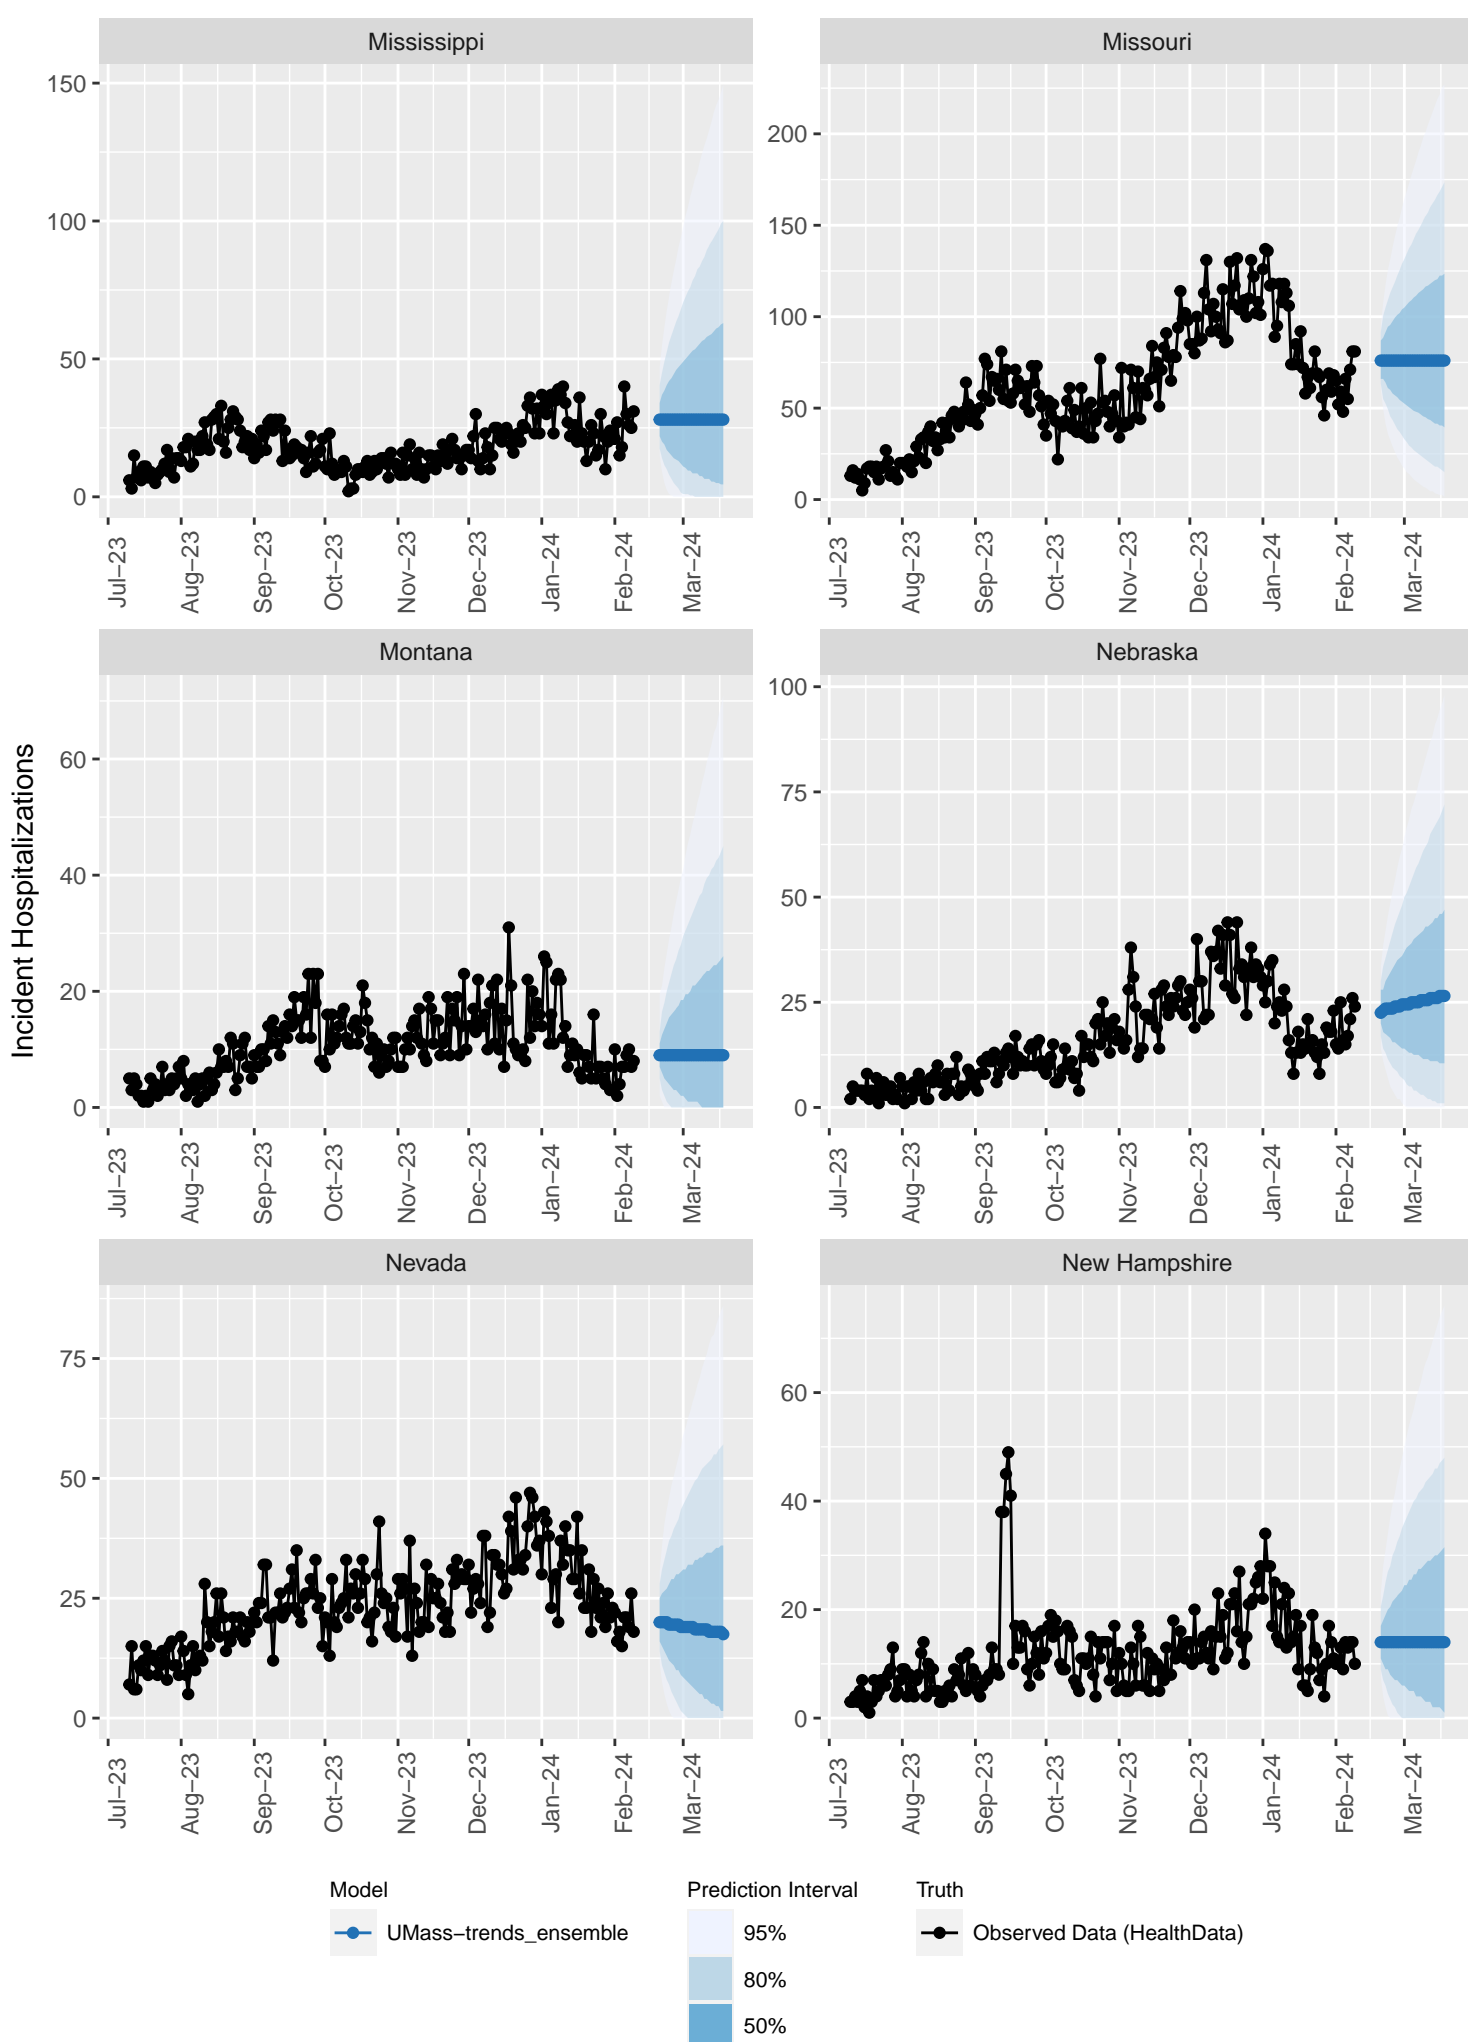 Mississippi
Missouri
150
100
50
0
200
150
100
50
0
Jul−23
Aug−23
Sep−23
Oct−23
Nov−23
Dec−23
Jan−24
Feb−24
Mar−24
Jul−23
Aug−23
Sep−23
Oct−23
Nov−23
Dec−23
Jan−24
Feb−24
Mar−24
Incident Hospitalizations
Montana
Nebraska
60
40
20
0
100
75
50
25
0
Jul−23
Aug−23
Sep−23
Oct−23
Nov−23
Dec−23
Jan−24
Feb−24
Mar−24
Jul−23
Aug−23
Sep−23
Oct−23
Nov−23
Dec−23
Jan−24
Feb−24
Mar−24
Nevada
New Hampshire
75
50
25
0
60
40
20
0
Jul−23
Aug−23
Sep−23
Oct−23
Nov−23
Dec−23
Jan−24
Feb−24
Mar−24
Jul−23
Aug−23
Sep−23
Oct−23
Nov−23
Dec−23
Jan−24
Feb−24
Mar−24
Model
UMass−trends_ensemble
Prediction Interval
95%
80%
50%
Truth
Observed Data (HealthData)